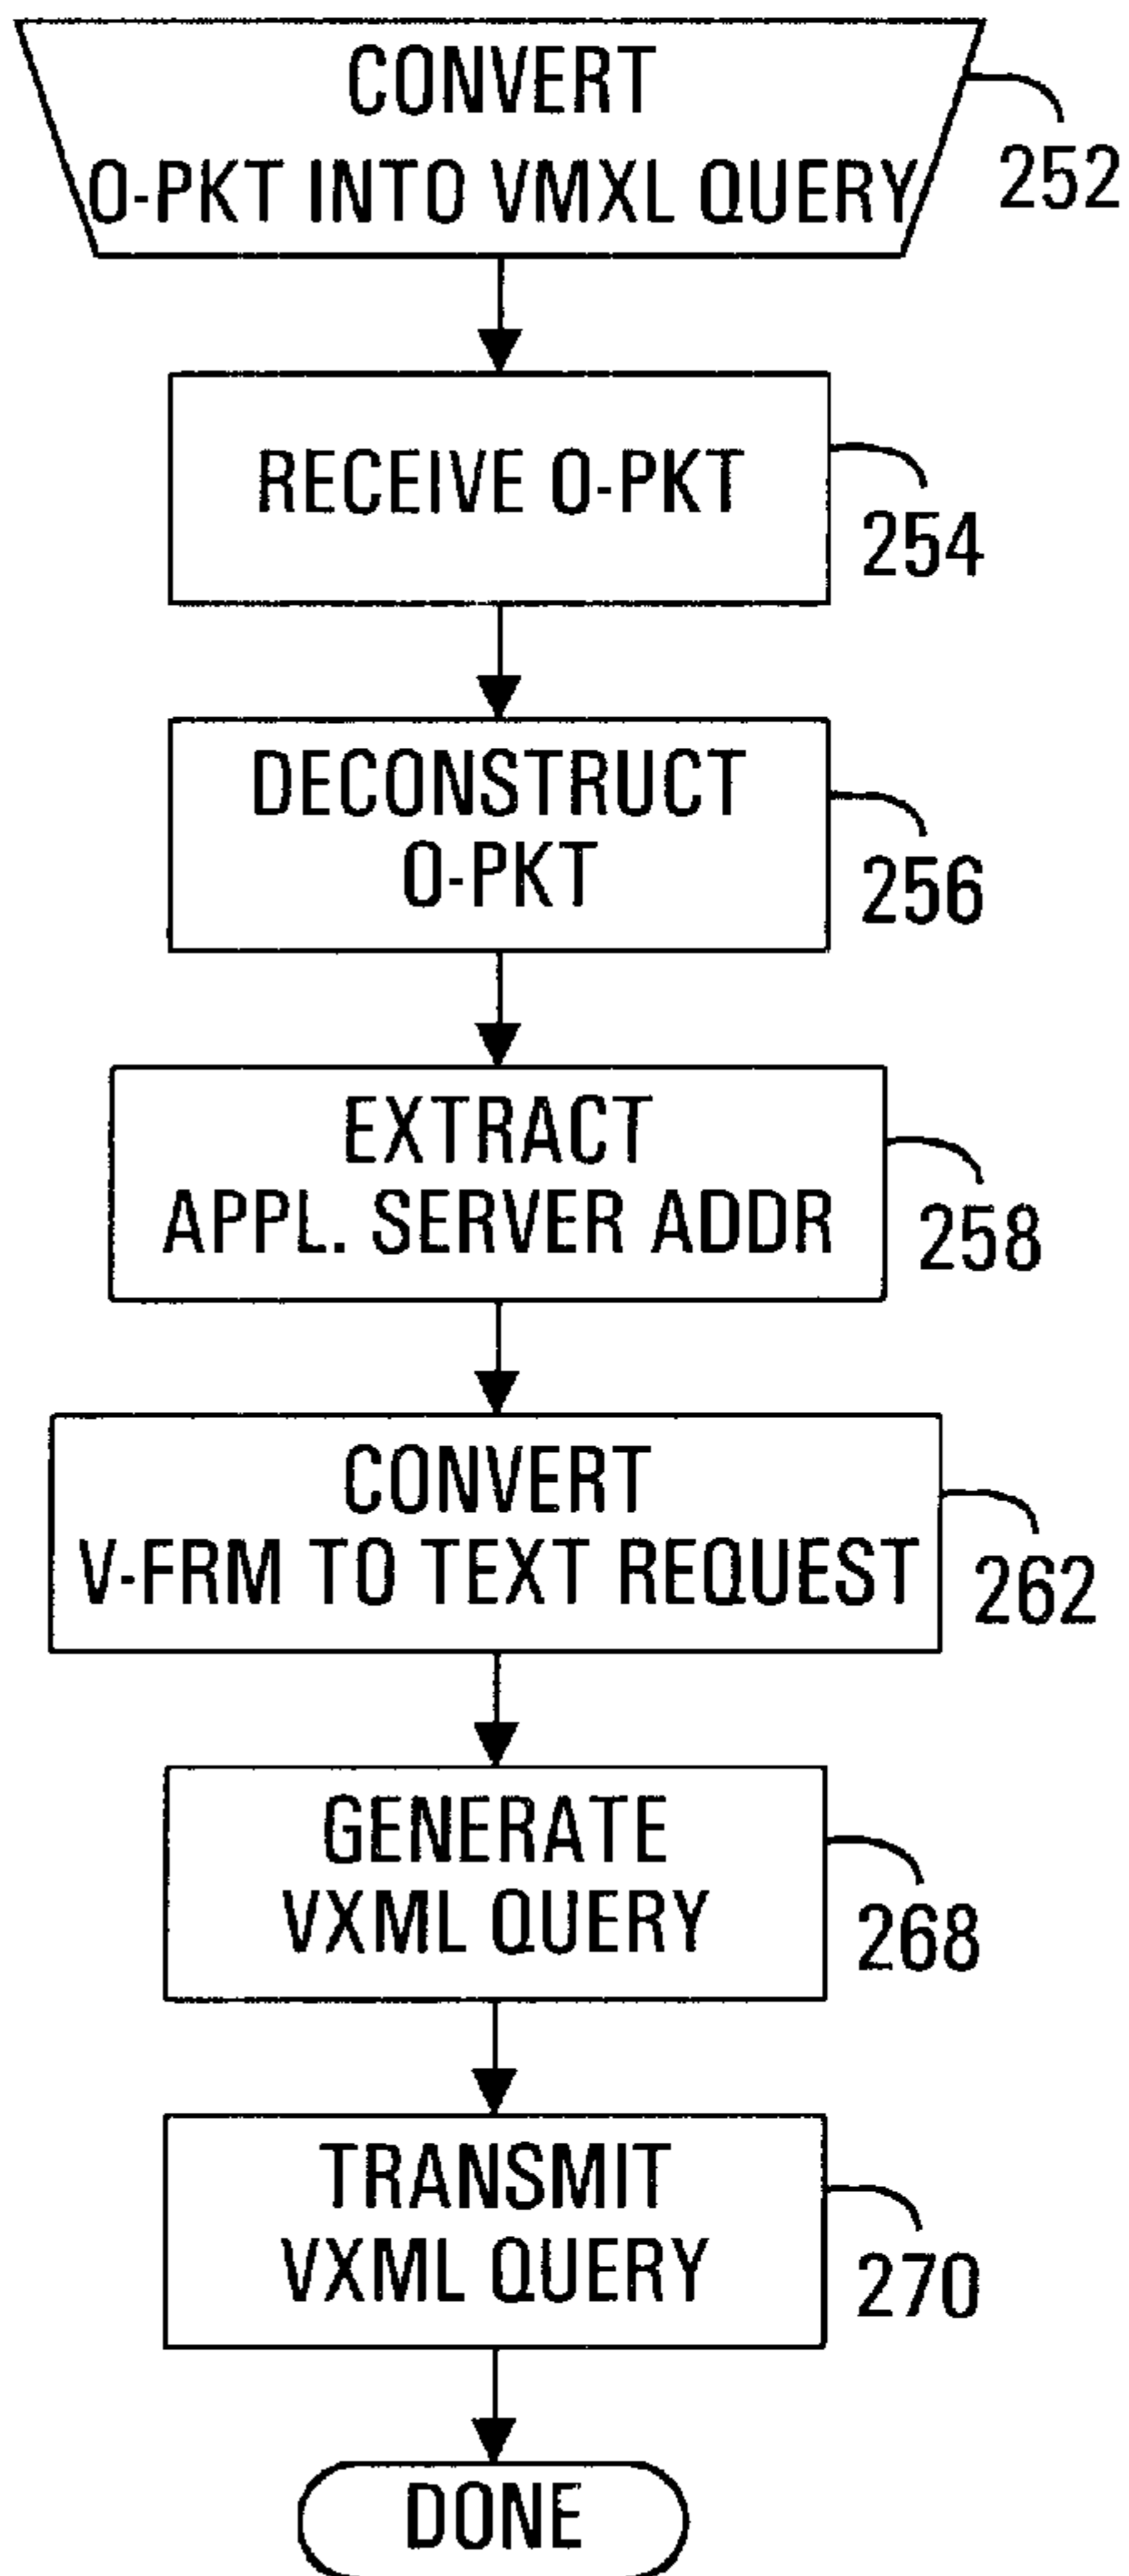 CONVERT
O-PKT INTO VMXL QUERY
252
RECEIVE O-PKT
254
DECONSTRUCT
O-PKT
256
EXTRACT
APPL. SERVER ADDR
258
CONVERT
V-FRM TO TEXT REQUEST
262
GENERATE
VXML QUERY
268
TRANSMIT
VXML QUERY
270
DONE